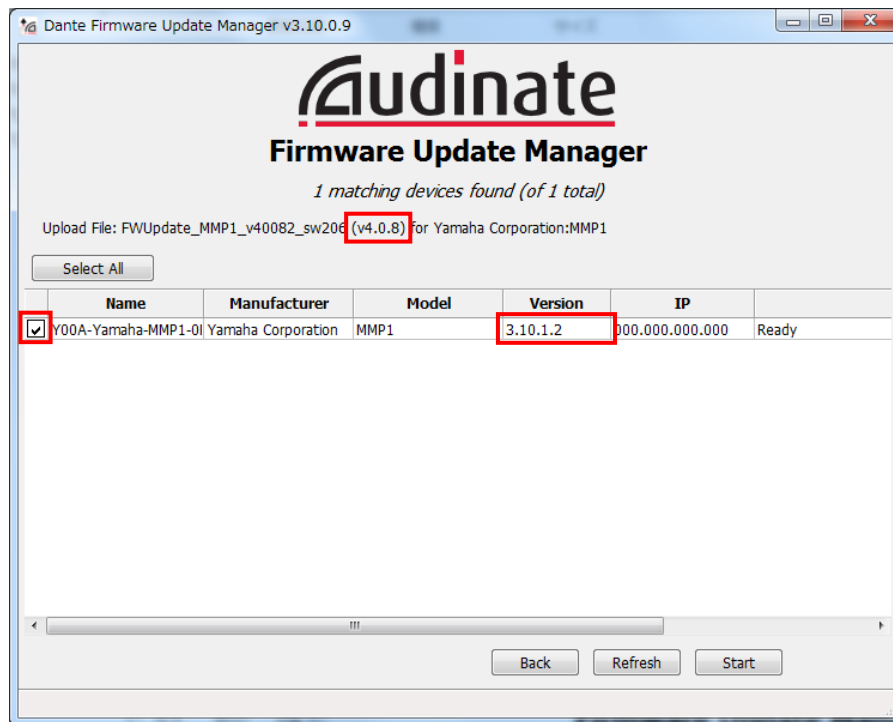 Dante Firmware Update Manager v3.10.0.9
Audinate
Firmware Update Manager
1 matching devices found (of 1 total)
Upload File: FWUpdate_MMP1_v40082_sw206 (v4.0.8) for Yamaha Corporation:MMP1
Select All
Name Manufacturer Model Version IP
Y00A-Yamaha-MMP1-0 Yamaha Corporation MMP1 3.10.1.2 000.000.000.000 Ready
Back Refresh Start